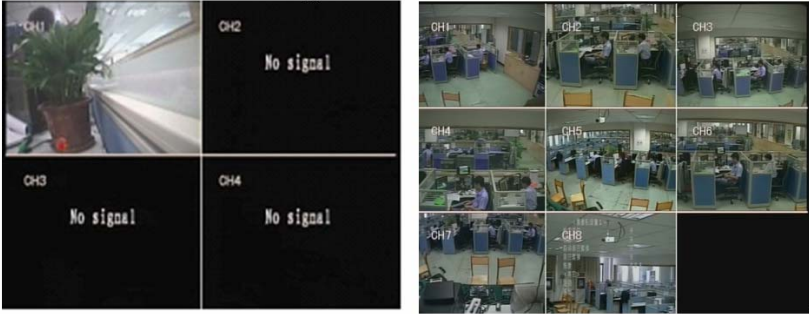 CH1
CH2
No signal
CH3
No signal
CH4
No signal
CH1
CH2
CH3
CH4
CH5
CH6
CH7
CH8